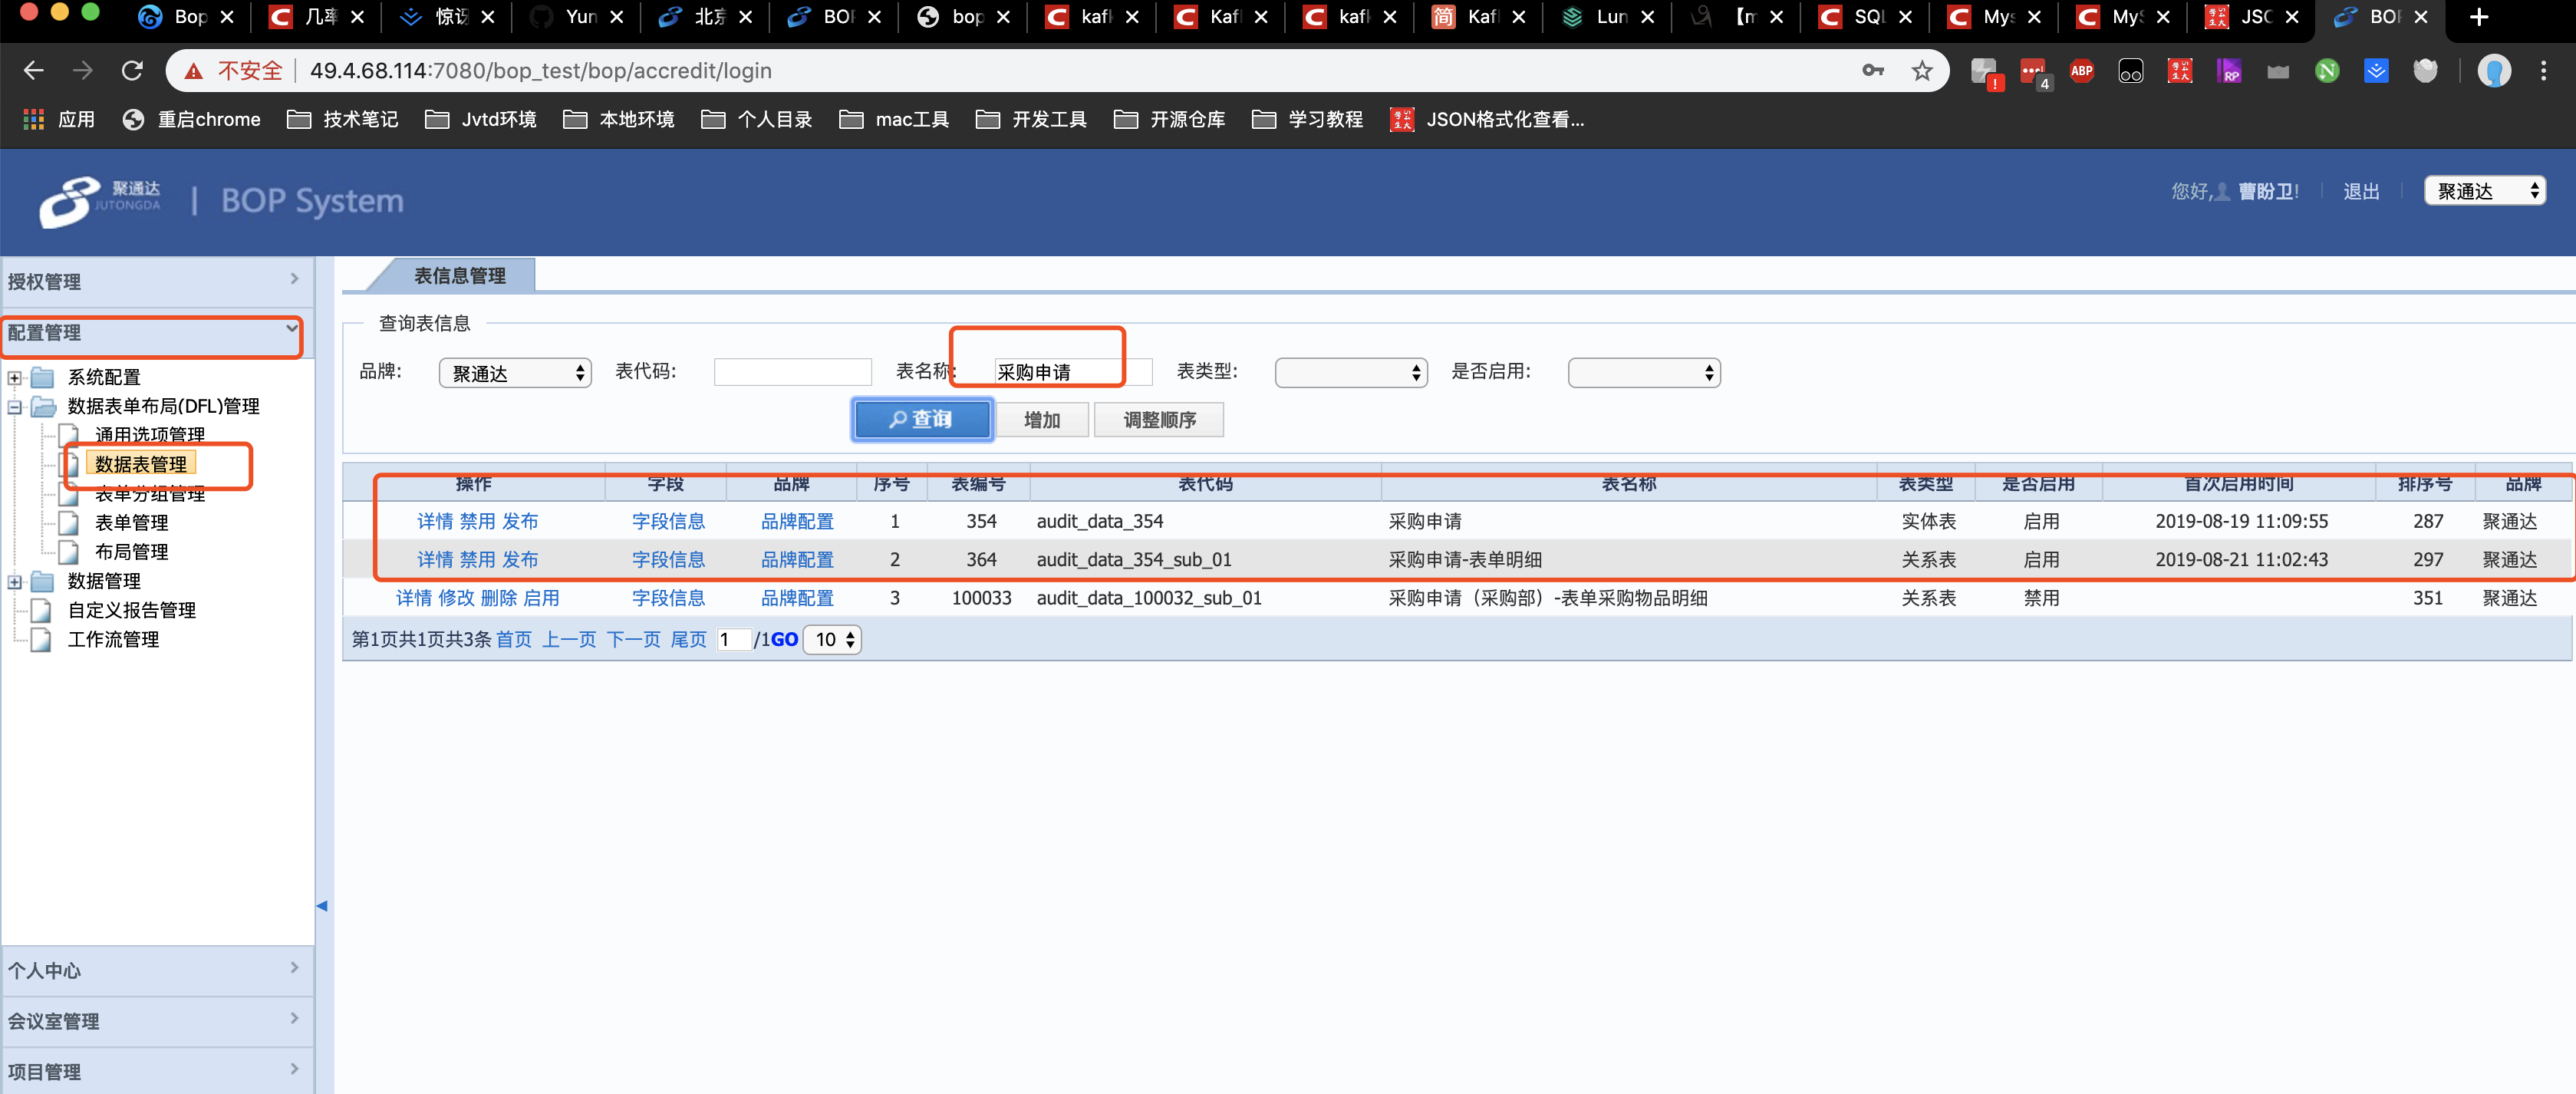 Bop 几率 惊讶 Yun 北京 BOP bop kafk Kafk kafk Kafl Lun 【m SQL Mys MyS JSO BOP
不安全 49.4.68.114:7080/bop_test/bop/accredit/login ! 4 ABP RP N
应用 重启chrome 技术笔记 Jvtd环境 本地环境 个人目录 mac工具 开发工具 开源仓库 学习教程 JSON格式化查看...
聚通达 JUTONGDA | BOP System 您好, 曹盼卫! 退出 聚通达
授权管理
配置管理
系统配置
数据表单布局(DFL)管理
通用选项管理
数据表管理
表单分组管理
表单管理
布局管理
数据管理
自定义报告管理
工作流管理
个人中心
会议室管理
项目管理
表信息管理
查询表信息
品牌: 聚通达 表代码: 表名称: 采购申请 表类型: 是否启用:
查询 增加 调整顺序
操作 字段 品牌 序号 表编号 表代码 表名称 表类型 是否启用 首次启用时间 排序号 品牌
详情 禁用 发布 字段信息 品牌配置 1 354 audit_data_354 采购申请 实体表 启用 2019-08-19 11:09:55 287 聚通达
详情 禁用 发布 字段信息 品牌配置 2 364 audit_data_354_sub_01 采购申请-表单明细 关系表 启用 2019-08-21 11:02:43 297 聚通达
详情 修改 删除 启用 字段信息 品牌配置 3 100033 audit_data_100032_sub_01 采购申请（采购部）-表单采购物品明细 关系表 禁用 351 聚通达
第1页共1页共3条 首页 上一页 下一页 尾页 1 /1GO 10